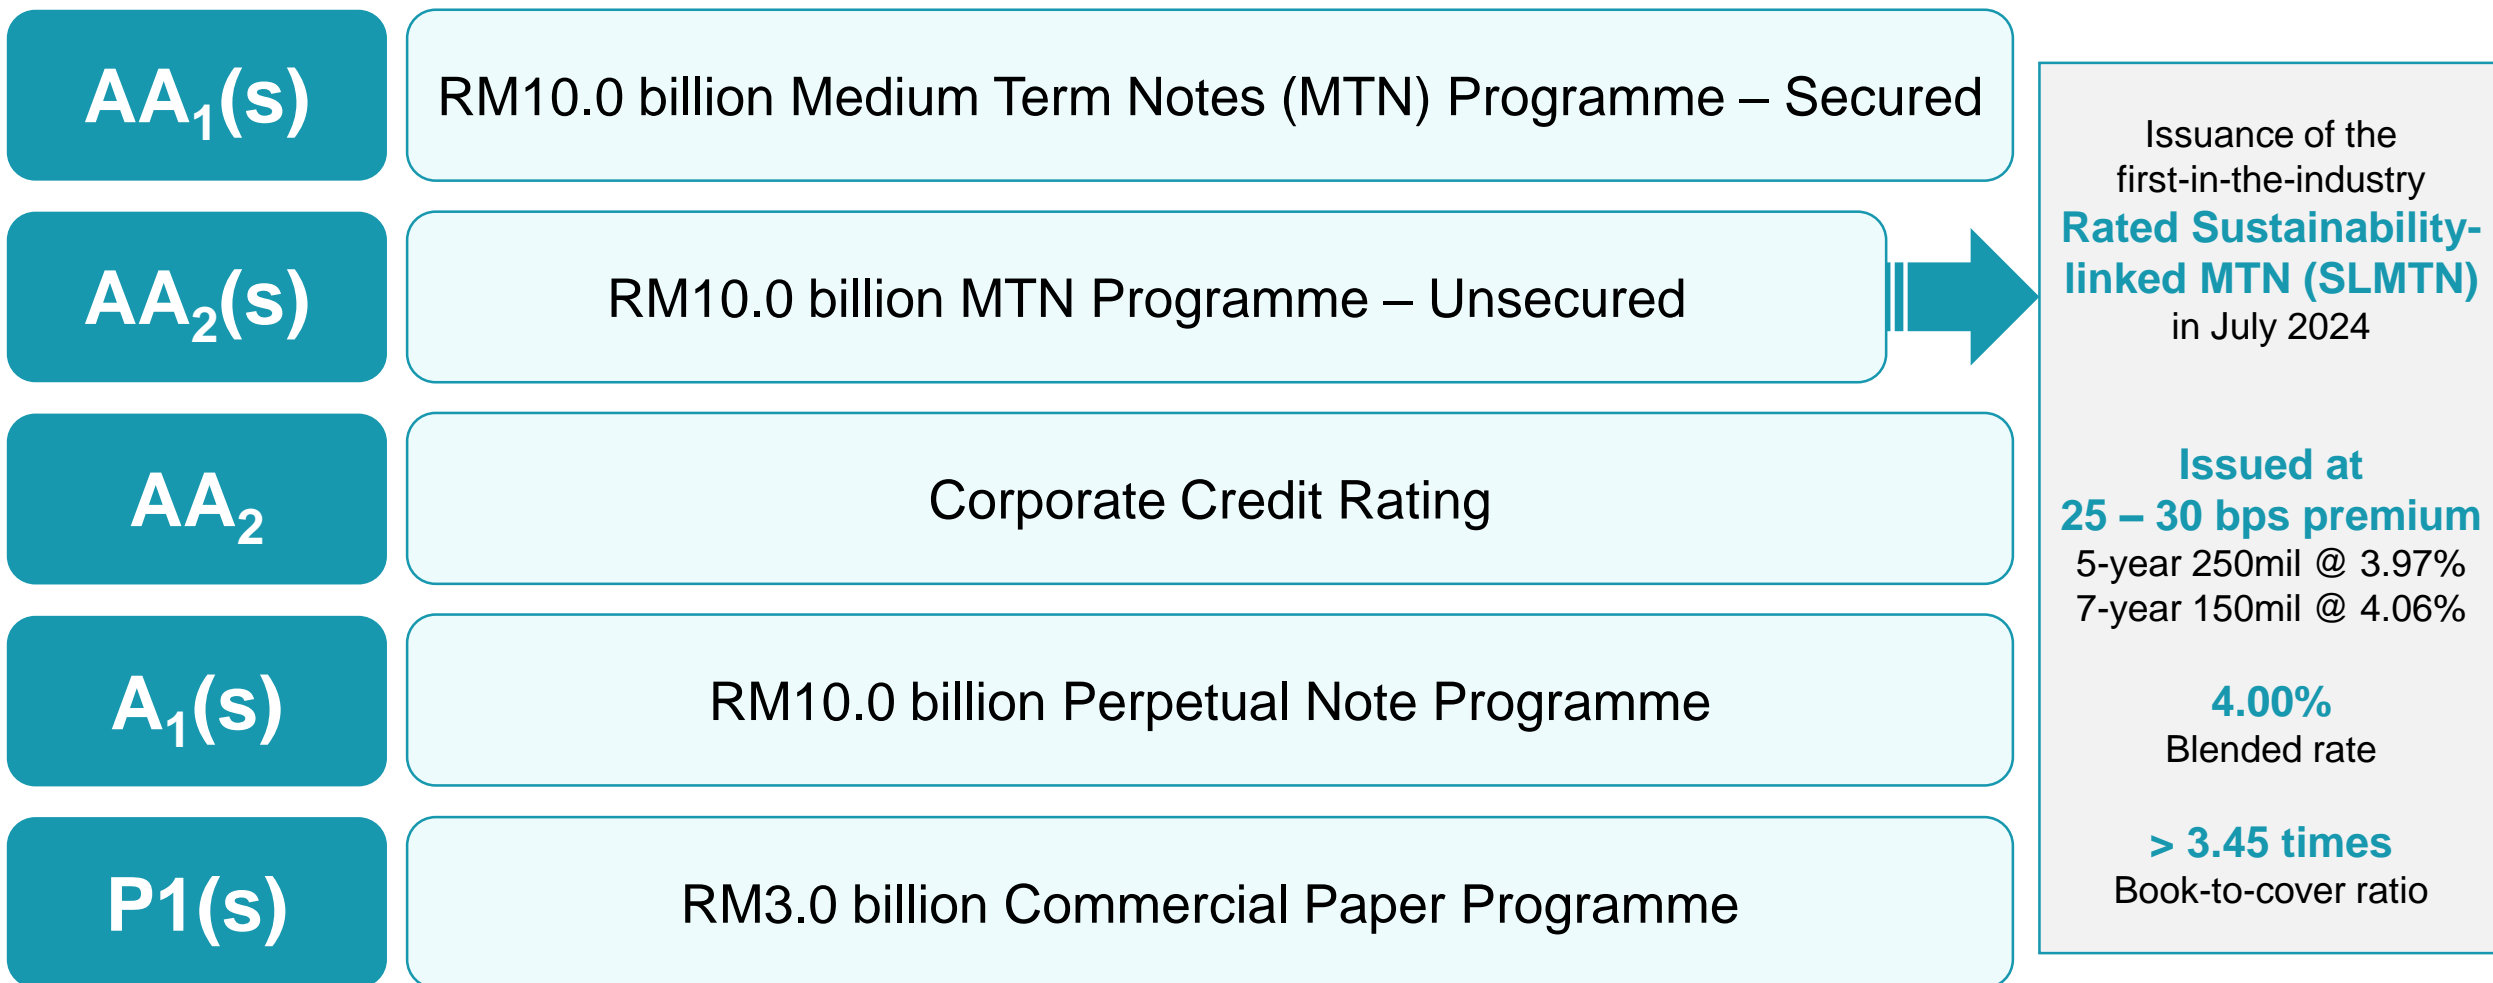 AA1(s)
RM10.0 billion Medium Term Notes (MTN) Programme – Secured
AA2(s)
RM10.0 billion MTN Programme – Unsecured
AA2
Corporate Credit Rating
A1(s)
RM10.0 billion Perpetual Note Programme
P1(s)
RM3.0 billion Commercial Paper Programme
Issuance of the
first-in-the-industry
Rated Sustainability-
linked MTN (SLMTN)
in July 2024
Issued at
25 – 30 bps premium
5-year 250mil @ 3.97%
7-year 150mil @ 4.06%
4.00%
Blended rate
> 3.45 times
Book-to-cover ratio